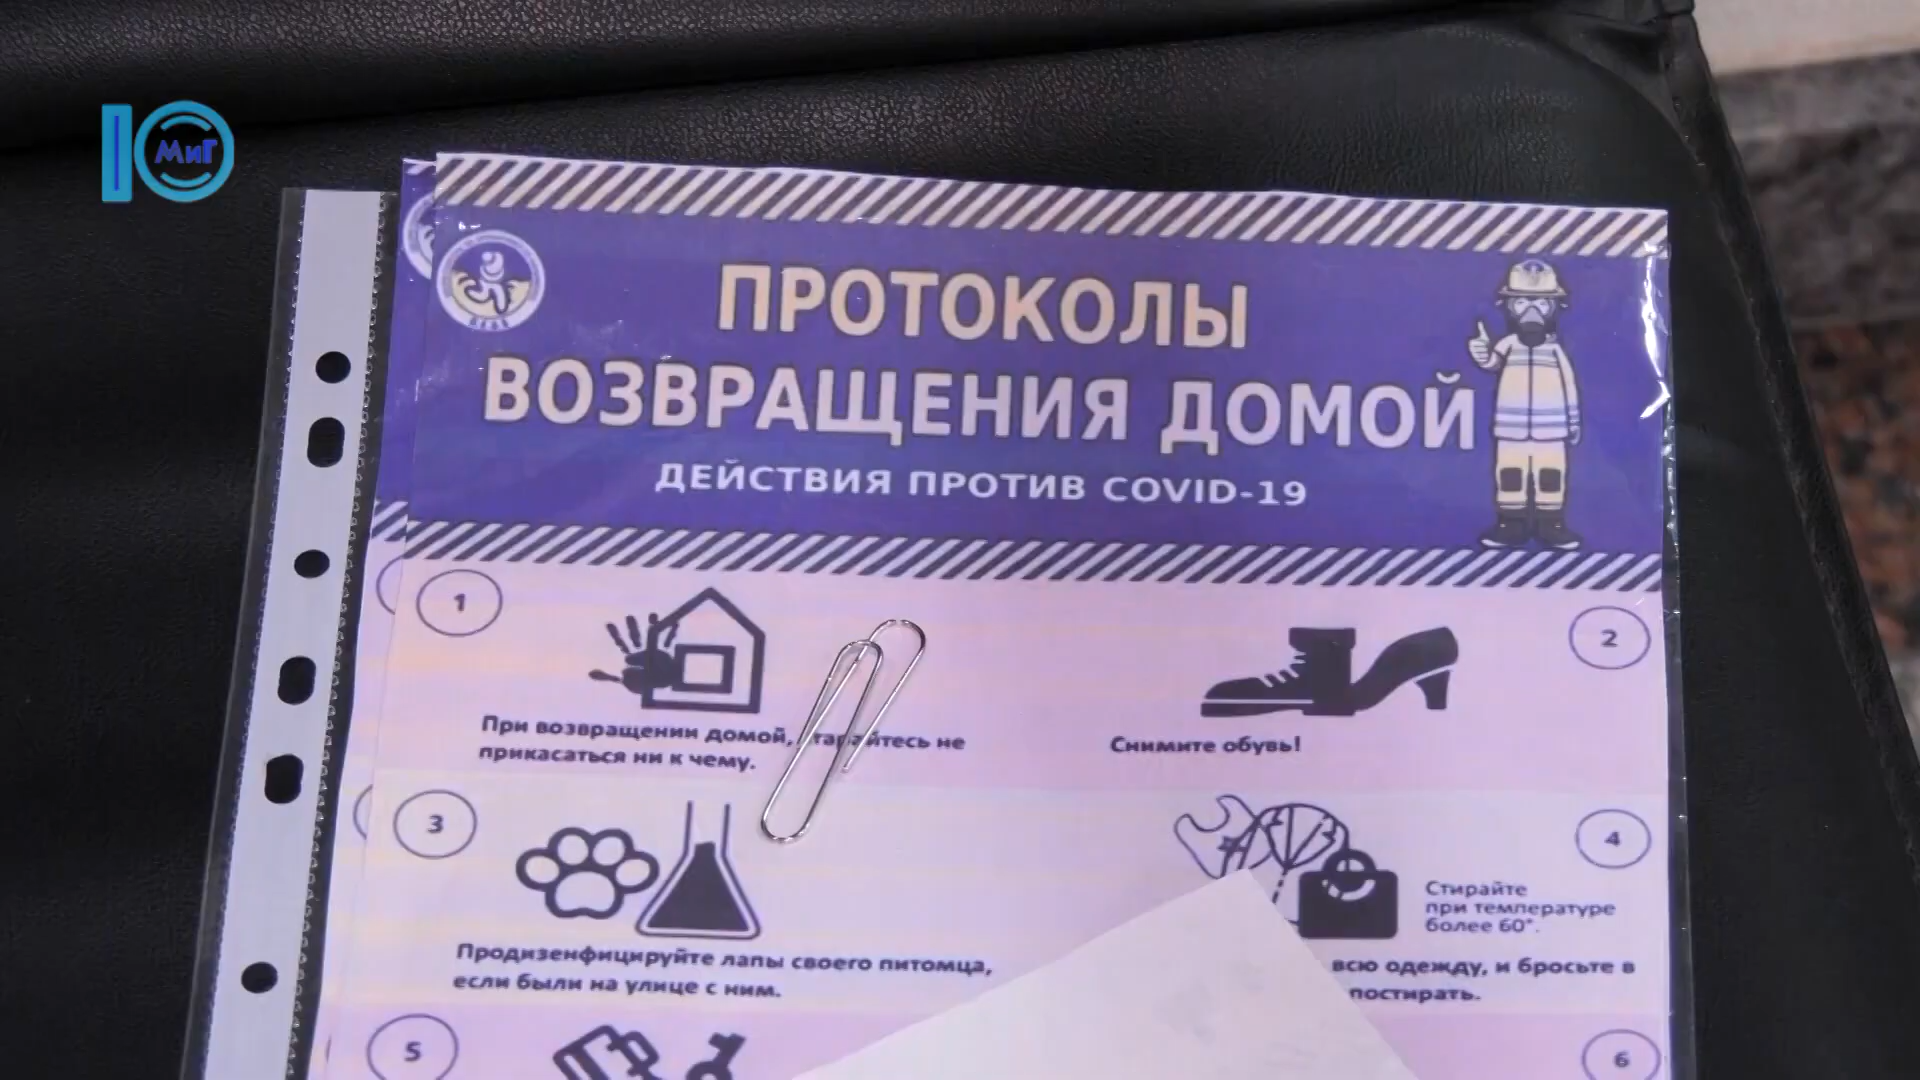 Ю
МиГ
ПРОТОКОЛЫ
ВОЗВРАЩЕНИЯ ДОМОЙ
ДЕЙСТВИЯ ПРОТИВ COVID-19
1
При возвращении домой, старайтесь не
прикасаться ни к чему.
2
Снимите обувь!
3
Продизенфицируйте лапы своего питомца,
если были на улице с ним.
4
Стирайте
при температуре
более 60°.
всю одежду, и бросьте в
постирать.
5
6